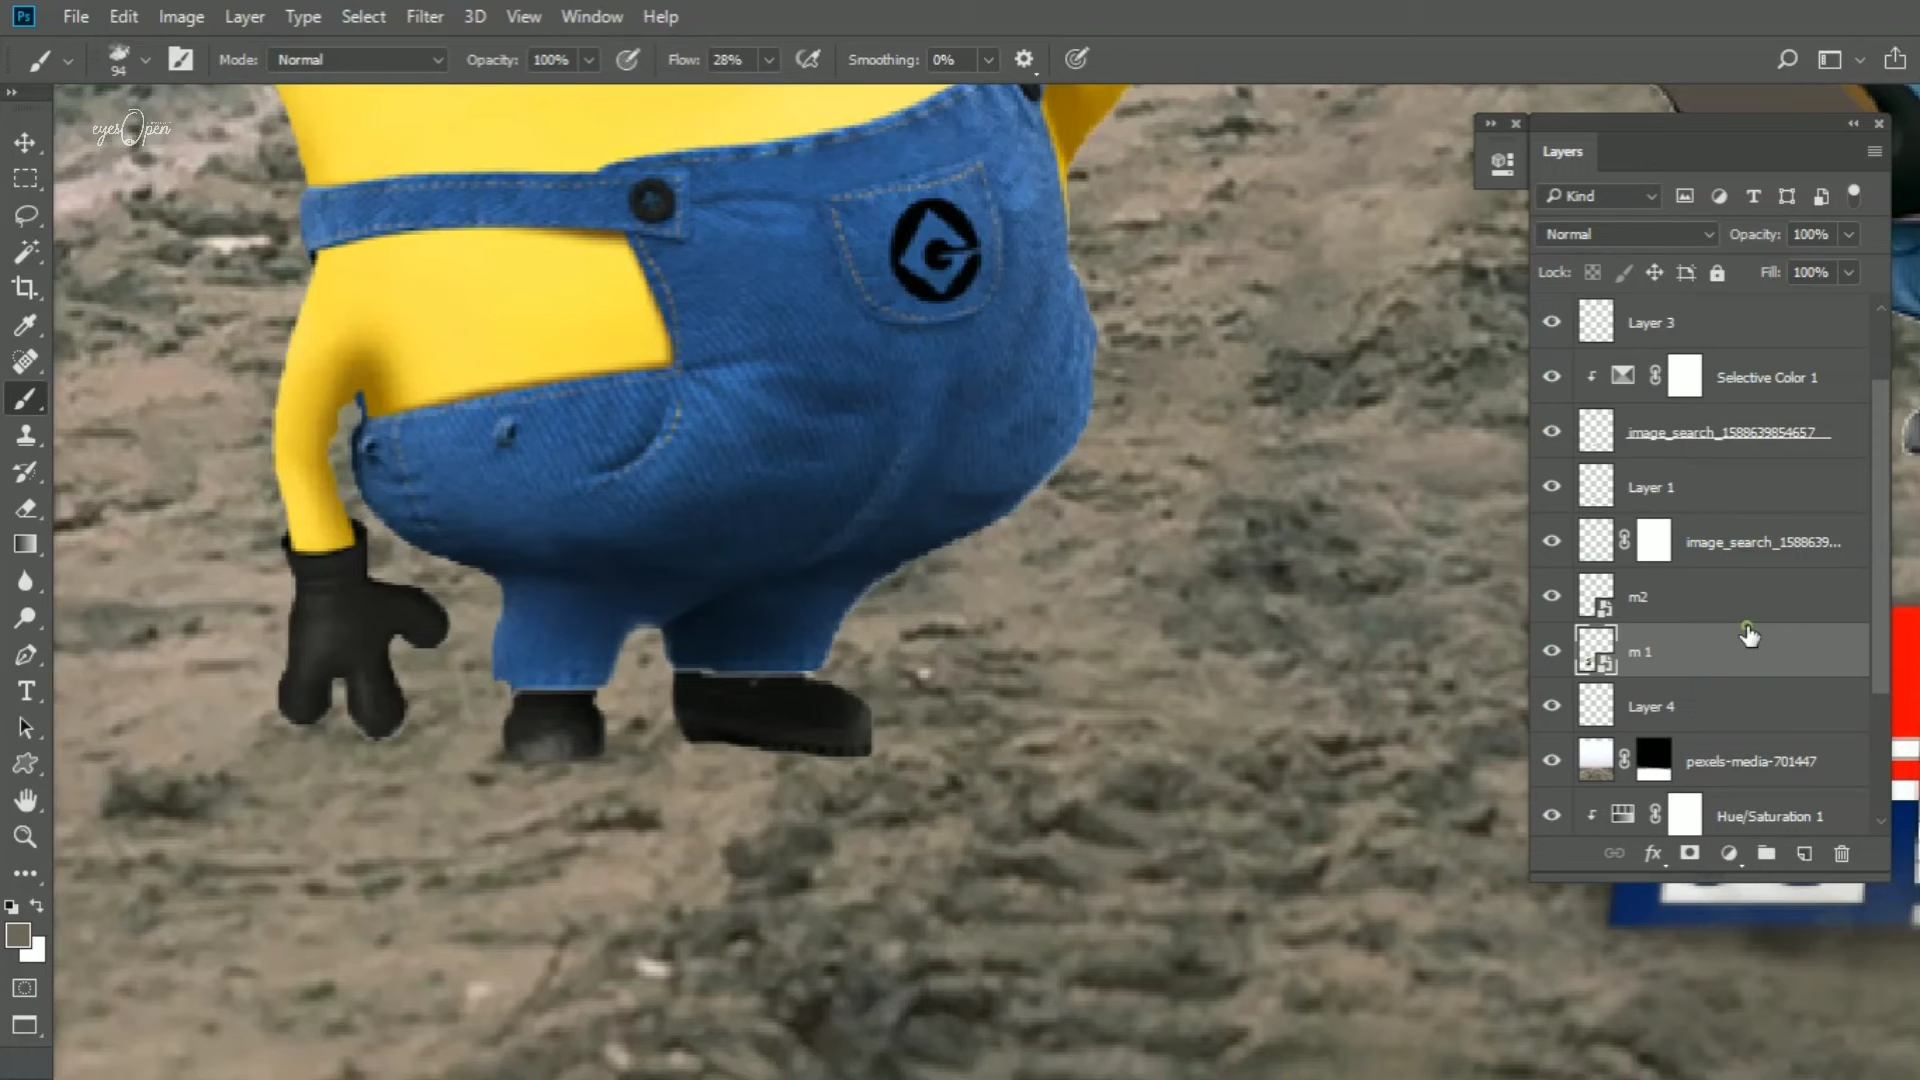 Ps File Edit Image Layer Type Select Filter 3D View Window Help
94 Mode: Normal Opacity: 100% Flow: 28% Smoothing: 0%
eyesOpen
Layers
Kind
Normal Opacity: 100%
Lock: Fill: 100%
Layer 3
Selective Color 1
image_search_1588639854657
Layer 1
image_search_1588639...
m2
m 1
Layer 4
pexels-media-701447
Hue/Saturation 1
fx
G
T